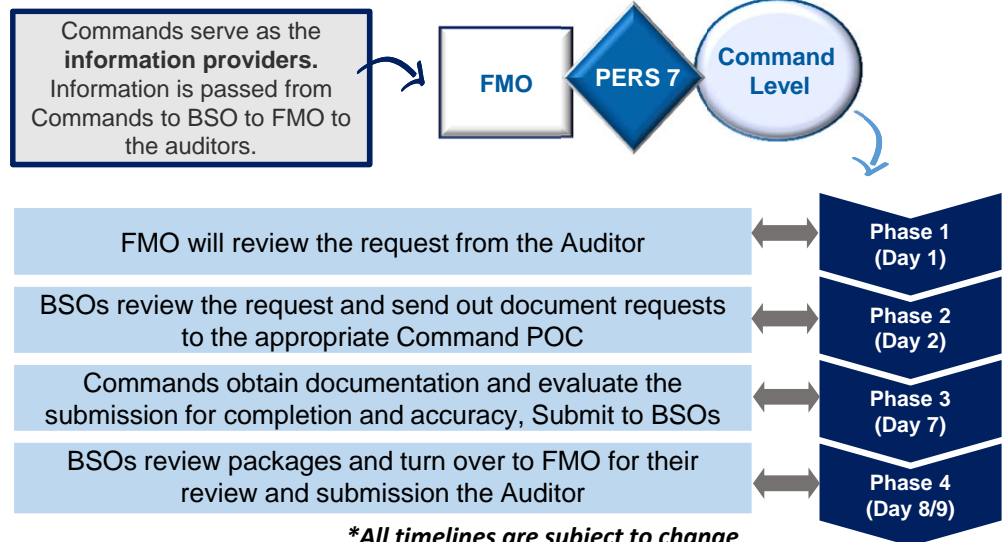 Commands serve as the
information providers.
Information is passed from
Commands to BSO to FMO to
the auditors.
FMO
PERS 7
Command
Level
FMO will review the request from the Auditor
Phase 1
(Day 1)
BSOs review the request and send out document requests
to the appropriate Command POC
Phase 2
(Day 2)
Commands obtain documentation and evaluate the
submission for completion and accuracy, Submit to BSOs
Phase 3
(Day 7)
BSOs review packages and turn over to FMO for their
review and submission the Auditor
Phase 4
(Day 8/9)
*All timelines are subject to change